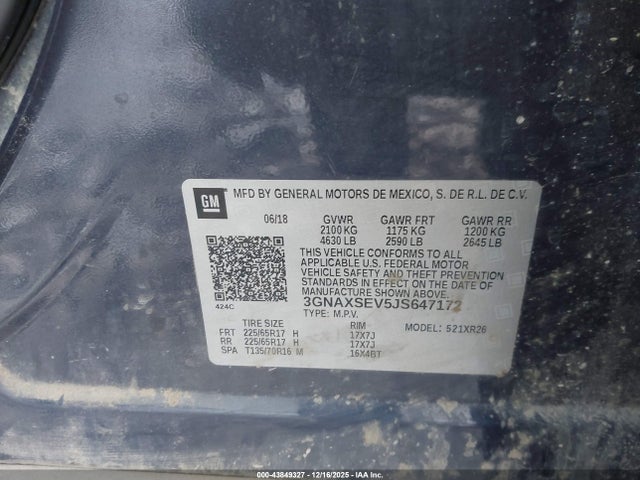 GM MFD BY GENERAL MOTORS DE MEXICO, S. DE R.L. DE C.V.
06/18 GVWR GAWR FRT GAWR RR
2100 KG 1175 KG 1200 KG
4630 LB 2590 LB 2645 LB
THIS VEHICLE CONFORMS TO ALL
APPLICABLE U.S. FEDERAL MOTOR
VEHICLE SAFETY AND THEFT PREVENTION
STANDARDS IN EFFECT ON THE DATE OF
MANUFACTURE SHOWN ABOVE.
424C 3GNAXSEV5JS647172
TYPE: M.P.V. MODEL: 521XR26
TIRE SIZE RIM
FRT 225/65R17 H 17X7J
RR 225/65R17 H 17X7J
SPA T135/70R16 M 16X4BT
000-43849327 - 12/16/2025 - IAA Inc.